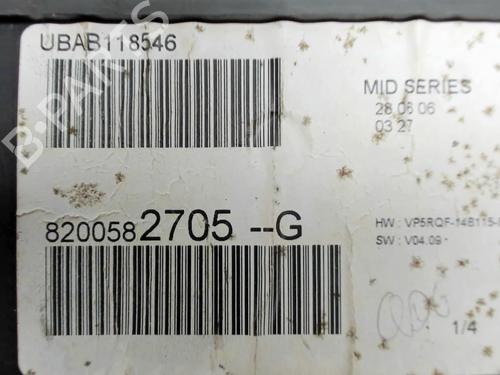 UBAB118546
MID SERIES
28.06.06
03:27
8200582705 --G
HW : VP5RQF-14B115-
SW : V04.09 -
1/4
B-PARTS